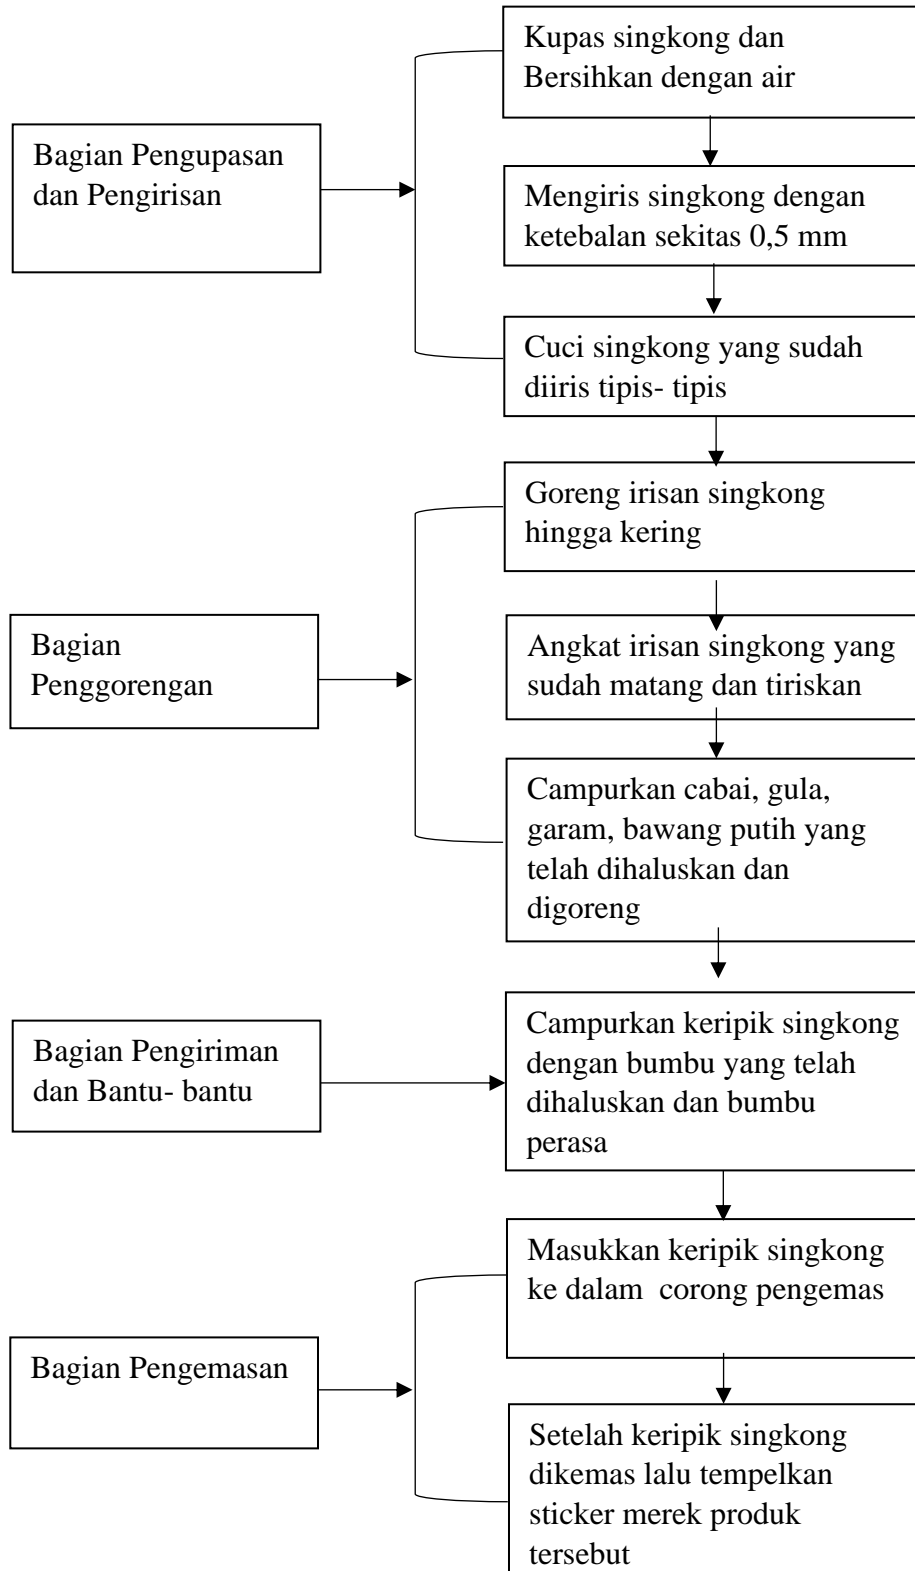 Kupas singkong dan
Bersihkan dengan air
Bagian Pengupasan
dan Pengirisan
Mengiris singkong dengan
ketebalan sekitas 0,5 mm
Cuci singkong yang sudah
diiris tipis- tipis
Goreng irisan singkong
hingga kering
Bagian
Penggorengan
Angkat irisan singkong yang
sudah matang dan tiriskan
Campurkan cabai, gula,
garam, bawang putih yang
telah dihaluskan dan
digoreng
Bagian Pengiriman
dan Bantu- bantu
Campurkan keripik singkong
dengan bumbu yang telah
dihaluskan dan bumbu
perasa
Masukkan keripik singkong
ke dalam  corong pengemas
Bagian Pengemasan
Setelah keripik singkong
dikemas lalu tempelkan
sticker merek produk
tersebut